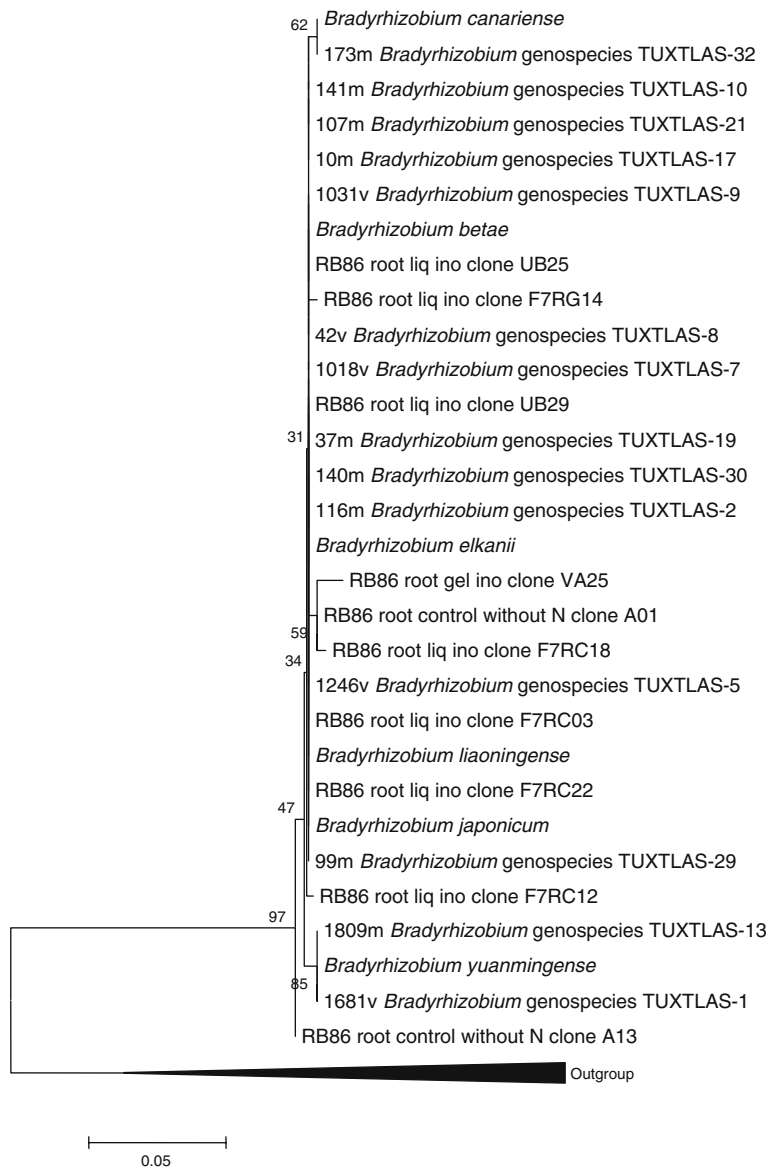 62
Bradyrhizobium canariense
173m Bradyrhizobium genospecies TUXTLAS-32
141m Bradyrhizobium genospecies TUXTLAS-10
107m Bradyrhizobium genospecies TUXTLAS-21
10m Bradyrhizobium genospecies TUXTLAS-17
1031v Bradyrhizobium genospecies TUXTLAS-9
Bradyrhizobium betae
RB86 root liq ino clone UB25
RB86 root liq ino clone F7RG14
42v Bradyrhizobium genospecies TUXTLAS-8
1018v Bradyrhizobium genospecies TUXTLAS-7
RB86 root liq ino clone UB29
31
37m Bradyrhizobium genospecies TUXTLAS-19
140m Bradyrhizobium genospecies TUXTLAS-30
116m Bradyrhizobium genospecies TUXTLAS-2
Bradyrhizobium elkanii
RB86 root gel ino clone VA25
RB86 root control without N clone A01
59
RB86 root liq ino clone F7RC18
34
1246v Bradyrhizobium genospecies TUXTLAS-5
RB86 root liq ino clone F7RC03
Bradyrhizobium liaoningense
RB86 root liq ino clone F7RC22
47
Bradyrhizobium japonicum
99m Bradyrhizobium genospecies TUXTLAS-29
RB86 root liq ino clone F7RC12
97
1809m Bradyrhizobium genospecies TUXTLAS-13
Bradyrhizobium yuanmingense
85
1681v Bradyrhizobium genospecies TUXTLAS-1
RB86 root control without N clone A13
Outgroup
0.05